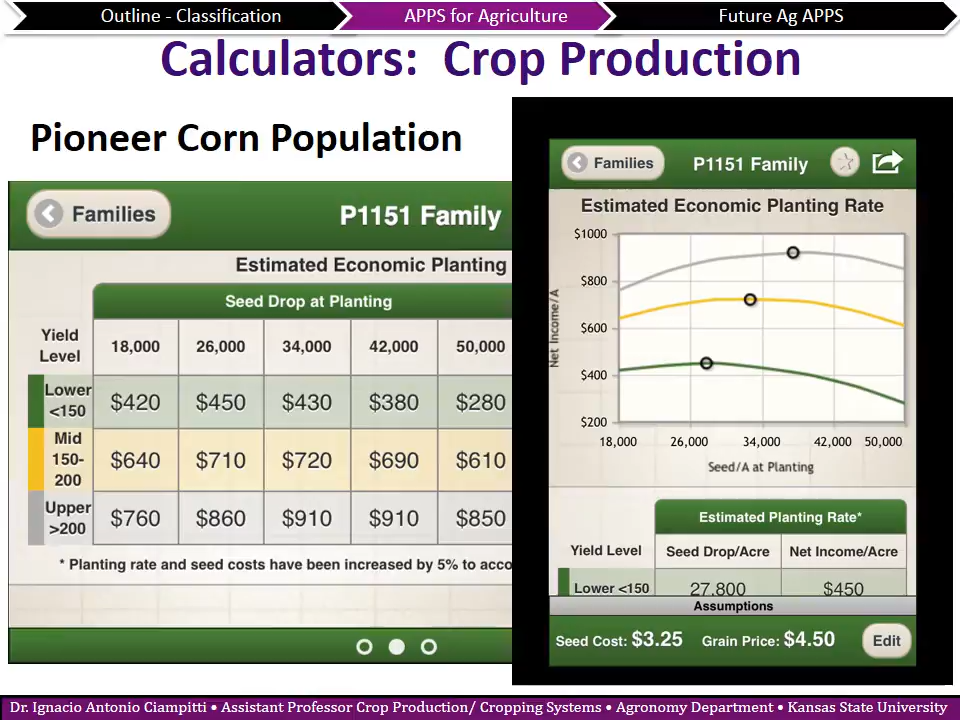 Outline - Classification
APPS for Agriculture
Future Ag APPS
Calculators: Crop Production
Pioneer Corn Population
Families
P1151 Family
Estimated Economic Planting
Seed Drop at Planting
Yield Level
18,000 26,000 34,000 42,000 50,000
Lower <150 $420 $450 $430 $380 $280
Mid 150-200 $640 $710 $720 $690 $610
Upper >200 $760 $860 $910 $910 $850
* Planting rate and seed costs have been increased by 5% to acco
Families
P1151 Family
Estimated Economic Planting Rate
Net Income/A
$1000
$800
$600
$400
$200
18,000 26,000 34,000 42,000 50,000
Seed/A at Planting
Estimated Planting Rate*
Yield Level Seed Drop/Acre Net Income/Acre
Lower <150 27,800 $450
Assumptions
Seed Cost: $3.25 Grain Price: $4.50 Edit
Dr. Ignacio Antonio Ciampitti • Assistant Professor Crop Production/ Cropping Systems • Agronomy Department • Kansas State University